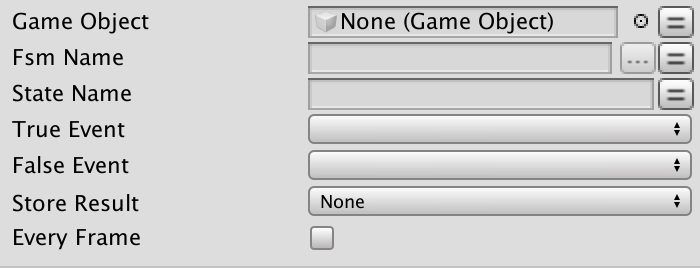 Game Object None (Game Object)
Fsm Name ...
State Name
True Event
False Event
Store Result None
Every Frame